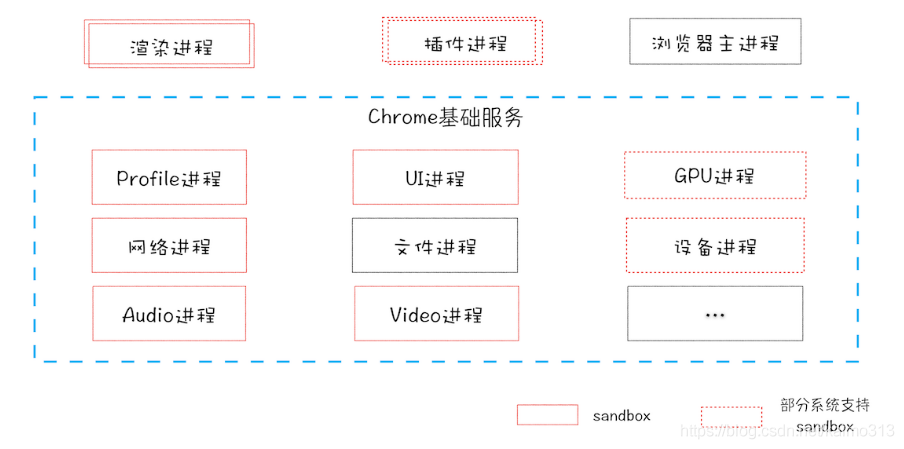 渲染进程
插件进程
浏览器主进程
Chrome基础服务
Profile进程
UI进程
GPU进程
网络进程
文件进程
设备进程
Audio进程
Video进程
...
sandbox
部分系统支持
sandbox